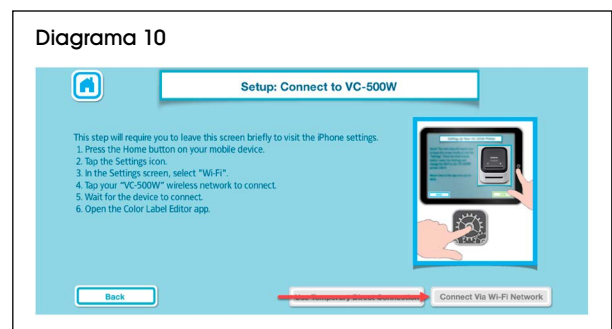 Diagrama 10
Setup: Connect to VC-500W
This step will require you to leave this screen briefly to visit the iPhone settings.
1. Press the Home button on your mobile device.
2. Tap the Settings icon.
3. In the Settings screen, select "Wi-Fi".
4. Tap your "VC-500W" wireless network to connect.
5. Wait for the device to connect.
6. Open the Color Label Editor app.
Back
Use Temporary Direct Connection
Connect Via Wi-Fi Network